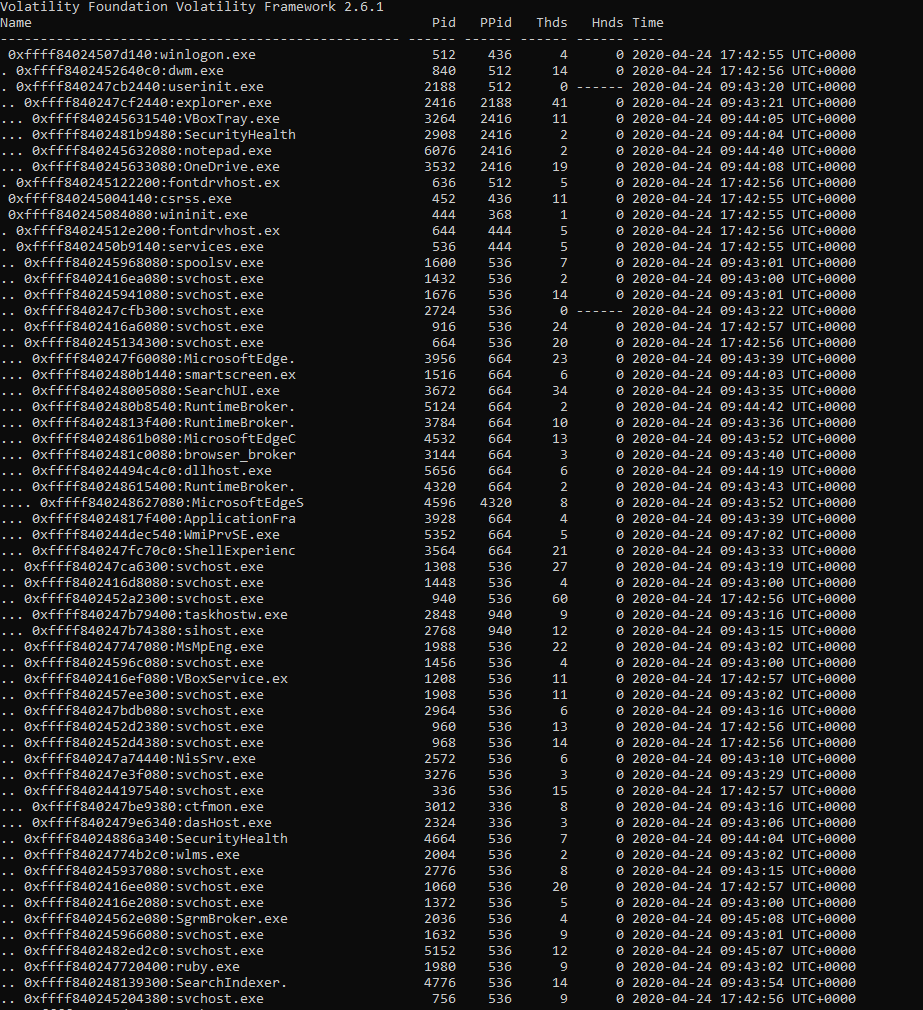 Volatility Foundation Volatility Framework 2.6.1
Name Pid PPid Thds Hnds Time
-------------------------------------------------- ------ ------ ------ ------ ----
0xffff84024507d140:winlogon.exe 512 436 4 0 2020-04-24 17:42:55 UTC+0000
. 0xffff8402452640c0:dwm.exe 840 512 14 0 2020-04-24 17:42:56 UTC+0000
. 0xffff840247cb2440:userinit.exe 2188 512 0 ------ 2020-04-24 09:43:20 UTC+0000
.. 0xffff840247cf2440:explorer.exe 2416 2188 41 0 2020-04-24 09:43:21 UTC+0000
... 0xffff840245631540:VBoxTray.exe 3264 2416 11 0 2020-04-24 09:44:05 UTC+0000
... 0xffff8402481b9480:SecurityHealth 2908 2416 2 0 2020-04-24 09:44:04 UTC+0000
... 0xffff840245632080:notepad.exe 6076 2416 2 0 2020-04-24 09:44:40 UTC+0000
... 0xffff840245633080:OneDrive.exe 3532 2416 19 0 2020-04-24 09:44:08 UTC+0000
. 0xffff840245122200:fontdrvhost.ex 636 512 5 0 2020-04-24 17:42:56 UTC+0000
0xffff840245004140:csrss.exe 452 436 11 0 2020-04-24 17:42:55 UTC+0000
0xffff840245084080:wininit.exe 444 368 1 0 2020-04-24 17:42:55 UTC+0000
. 0xffff84024512e200:fontdrvhost.ex 644 444 5 0 2020-04-24 17:42:56 UTC+0000
. 0xffff8402450b9140:services.exe 536 444 5 0 2020-04-24 17:42:55 UTC+0000
.. 0xffff840245968080:spoolsv.exe 1600 536 7 0 2020-04-24 09:43:01 UTC+0000
.. 0xffff8402416ea080:svchost.exe 1432 536 2 0 2020-04-24 09:43:00 UTC+0000
.. 0xffff840245941080:svchost.exe 1676 536 14 0 2020-04-24 09:43:01 UTC+0000
.. 0xffff840247cfb300:svchost.exe 2724 536 0 ------ 2020-04-24 09:43:22 UTC+0000
.. 0xffff8402416a6080:svchost.exe 916 536 24 0 2020-04-24 17:42:57 UTC+0000
.. 0xffff840245134300:svchost.exe 664 536 20 0 2020-04-24 17:42:56 UTC+0000
... 0xffff840247f60080:MicrosoftEdge. 3956 664 23 0 2020-04-24 09:43:39 UTC+0000
... 0xffff8402480b1440:smartscreen.ex 1516 664 6 0 2020-04-24 09:44:03 UTC+0000
... 0xffff840248005080:SearchUI.exe 3672 664 34 0 2020-04-24 09:43:35 UTC+0000
... 0xffff8402480b8540:RuntimeBroker. 5124 664 2 0 2020-04-24 09:44:42 UTC+0000
... 0xffff84024813f400:RuntimeBroker. 3784 664 10 0 2020-04-24 09:43:36 UTC+0000
... 0xffff84024861b080:MicrosoftEdgeC 4532 664 13 0 2020-04-24 09:43:52 UTC+0000
... 0xffff8402481c0080:browser_broker 3144 664 3 0 2020-04-24 09:43:40 UTC+0000
... 0xffff84024494c4c0:dllhost.exe 5656 664 6 0 2020-04-24 09:44:19 UTC+0000
... 0xffff840248615400:RuntimeBroker. 4320 664 2 0 2020-04-24 09:43:43 UTC+0000
.... 0xffff840248627080:MicrosoftEdgeS 4596 4320 8 0 2020-04-24 09:43:52 UTC+0000
... 0xffff84024817f400:ApplicationFra 3928 664 4 0 2020-04-24 09:43:39 UTC+0000
... 0xffff840244dec540:WmiPrvSE.exe 5352 664 5 0 2020-04-24 09:47:02 UTC+0000
... 0xffff840247fc70c0:ShellExperienc 3564 664 21 0 2020-04-24 09:43:33 UTC+0000
.. 0xffff840247ca6300:svchost.exe 1308 536 27 0 2020-04-24 09:43:19 UTC+0000
.. 0xffff8402416d8080:svchost.exe 1448 536 4 0 2020-04-24 09:43:00 UTC+0000
.. 0xffff8402452a2300:svchost.exe 940 536 60 0 2020-04-24 17:42:56 UTC+0000
... 0xffff840247b79400:taskhostw.exe 2848 940 9 0 2020-04-24 09:43:16 UTC+0000
... 0xffff840247b74380:sihost.exe 2768 940 12 0 2020-04-24 09:43:15 UTC+0000
.. 0xffff840247747080:MsMpEng.exe 1988 536 22 0 2020-04-24 09:43:02 UTC+0000
.. 0xffff84024596c080:svchost.exe 1456 536 4 0 2020-04-24 09:43:00 UTC+0000
.. 0xffff8402416ef080:VBoxService.ex 1208 536 11 0 2020-04-24 17:42:57 UTC+0000
.. 0xffff8402457ee300:svchost.exe 1908 536 11 0 2020-04-24 09:43:02 UTC+0000
.. 0xffff840247bdb080:svchost.exe 2964 536 6 0 2020-04-24 09:43:16 UTC+0000
.. 0xffff8402452d2380:svchost.exe 960 536 13 0 2020-04-24 17:42:56 UTC+0000
.. 0xffff8402452d4380:svchost.exe 968 536 14 0 2020-04-24 17:42:56 UTC+0000
.. 0xffff840247a74440:NisSrv.exe 2572 536 6 0 2020-04-24 09:43:10 UTC+0000
.. 0xffff840247e3f080:svchost.exe 3276 536 3 0 2020-04-24 09:43:29 UTC+0000
.. 0xffff840244197540:svchost.exe 336 536 15 0 2020-04-24 17:42:57 UTC+0000
... 0xffff840247be9380:ctfmon.exe 3012 336 8 0 2020-04-24 09:43:16 UTC+0000
... 0xffff8402479e6340:dasHost.exe 2324 336 3 0 2020-04-24 09:43:06 UTC+0000
.. 0xffff84024886a340:SecurityHealth 4664 536 7 0 2020-04-24 09:44:04 UTC+0000
.. 0xffff84024774b2c0:wlms.exe 2004 536 2 0 2020-04-24 09:43:02 UTC+0000
.. 0xffff840245937080:svchost.exe 2776 536 8 0 2020-04-24 09:43:15 UTC+0000
.. 0xffff8402416ee080:svchost.exe 1060 536 20 0 2020-04-24 17:42:57 UTC+0000
.. 0xffff8402416e2080:svchost.exe 1372 536 5 0 2020-04-24 09:43:00 UTC+0000
.. 0xffff84024562e080:SgrmBroker.exe 2036 536 4 0 2020-04-24 09:45:08 UTC+0000
.. 0xffff840245966080:svchost.exe 1632 536 9 0 2020-04-24 09:43:01 UTC+0000
.. 0xffff8402482ed2c0:svchost.exe 5152 536 12 0 2020-04-24 09:45:07 UTC+0000
.. 0xffff840247720400:ruby.exe 1980 536 9 0 2020-04-24 09:43:02 UTC+0000
.. 0xffff840248139300:SearchIndexer. 4776 536 14 0 2020-04-24 09:43:54 UTC+0000
.. 0xffff840245204380:svchost.exe 756 536 9 0 2020-04-24 17:42:56 UTC+0000